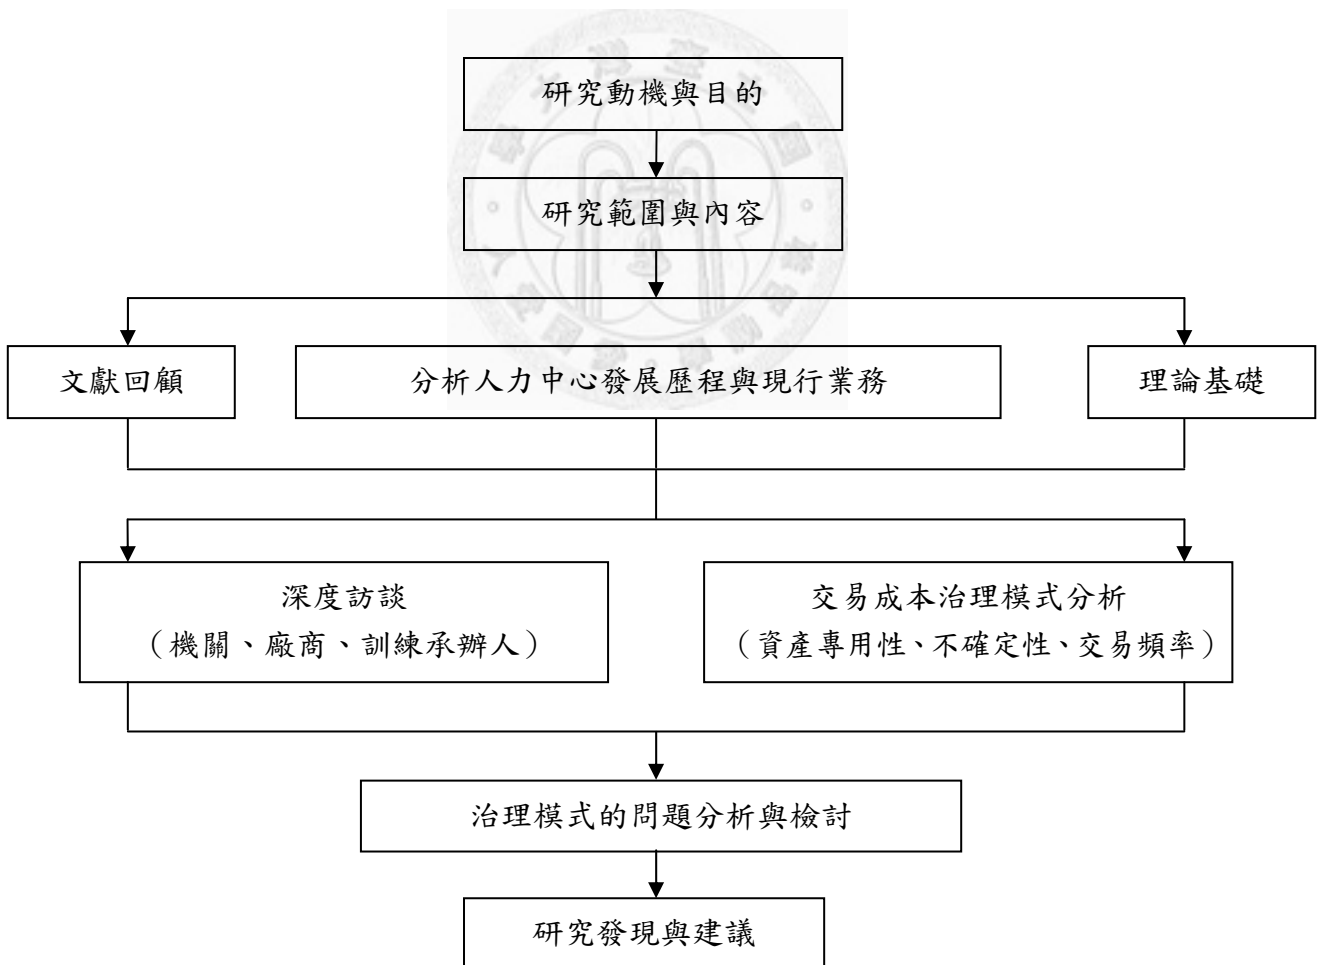 研究動機與目的
研究範圍與內容
文獻回顧
分析人力中心發展歷程與現行業務
理論基礎
深度訪談
（機關、廠商、訓練承辦人）
交易成本治理模式分析
（資產專用性、不確定性、交易頻率）
治理模式的問題分析與檢討
研究發現與建議